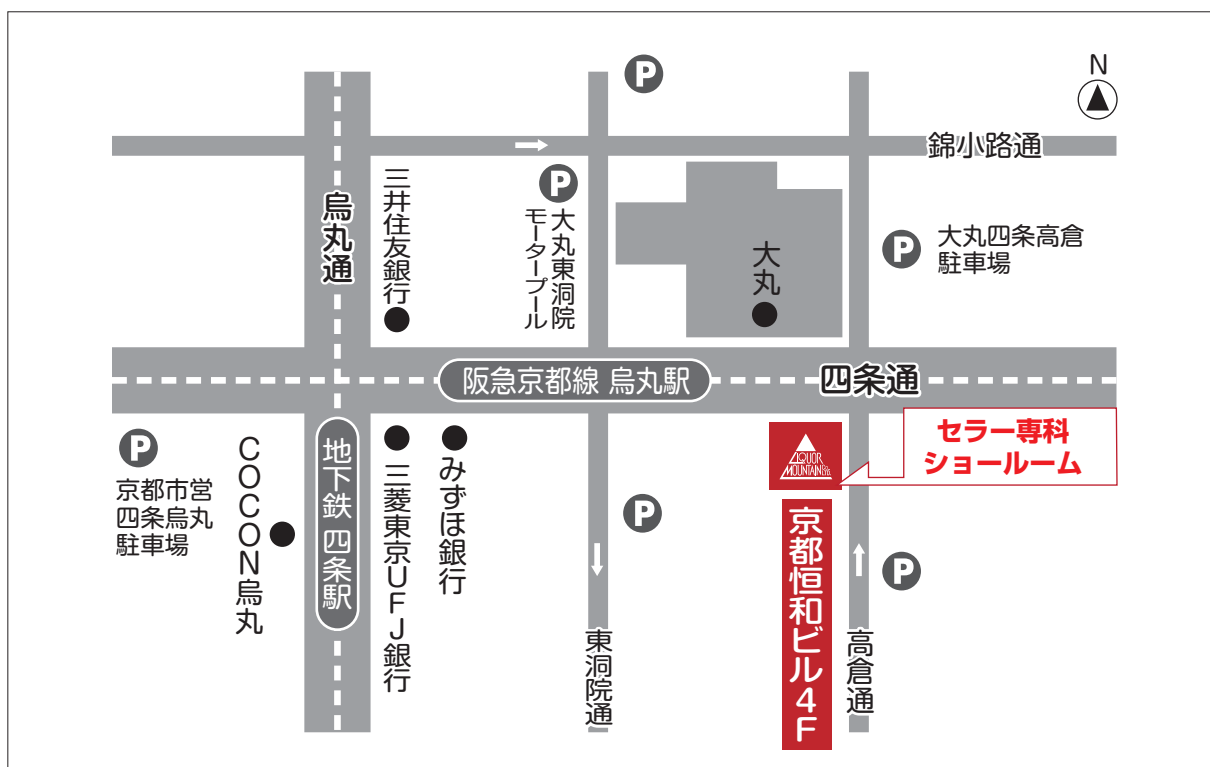 N
P
錦小路通
烏丸通
三井住友銀行
P
大丸東洞院
モータープール
大丸
P
大丸四条高倉
駐車場
阪急京都線 烏丸駅
四条通
セラー専科
ショールーム
LIQUOR
MOUNTAIN
P
京都市営
四条烏丸
駐車場
COCON烏丸
地下鉄 四条駅
三菱東京UFJ銀行
みずほ銀行
P
東洞院通
京都恒和ビル4F
高倉通
P